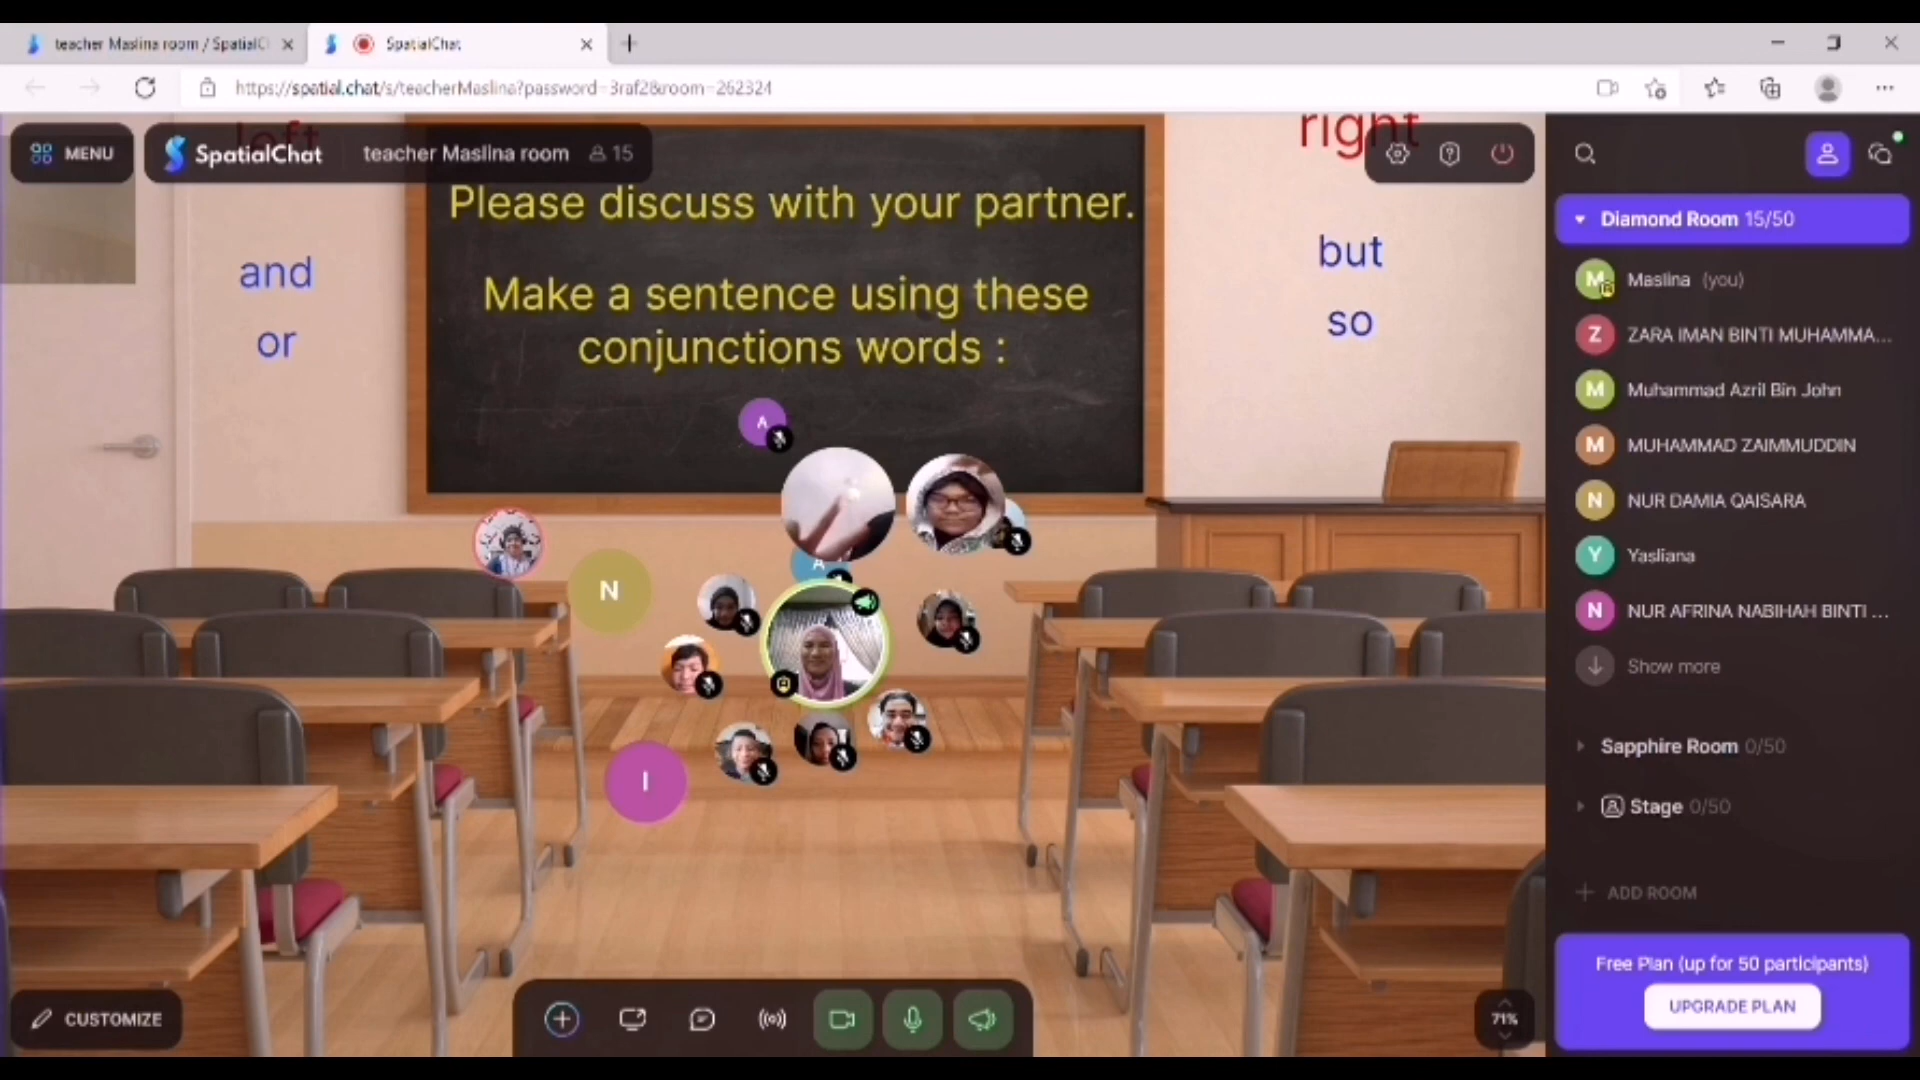 teacher Maslina room / SpatialC
SpatialChat
https://spatial.chat/s/teacherMaslina?password=3raf28&room=262324
left
right
MENU
SpatialChat
teacher Maslina room
15
Please discuss with your partner.
Make a sentence using these
conjunctions words :
and
or
but
so
A
A
N
I
Diamond Room 15/50
M
Maslina (you)
Z
ZARA IMAN BINTI MUHAMMA...
M
Muhammad Azril Bin John
M
MUHAMMAD ZAIMMUDDIN
N
NUR DAMIA QAISARA
Y
Yasliana
N
NUR AFRINA NABIHAH BINTI ...
Show more
Sapphire Room 0/50
Stage 0/50
ADD ROOM
Free Plan (up for 50 participants)
UPGRADE PLAN
CUSTOMIZE
71%